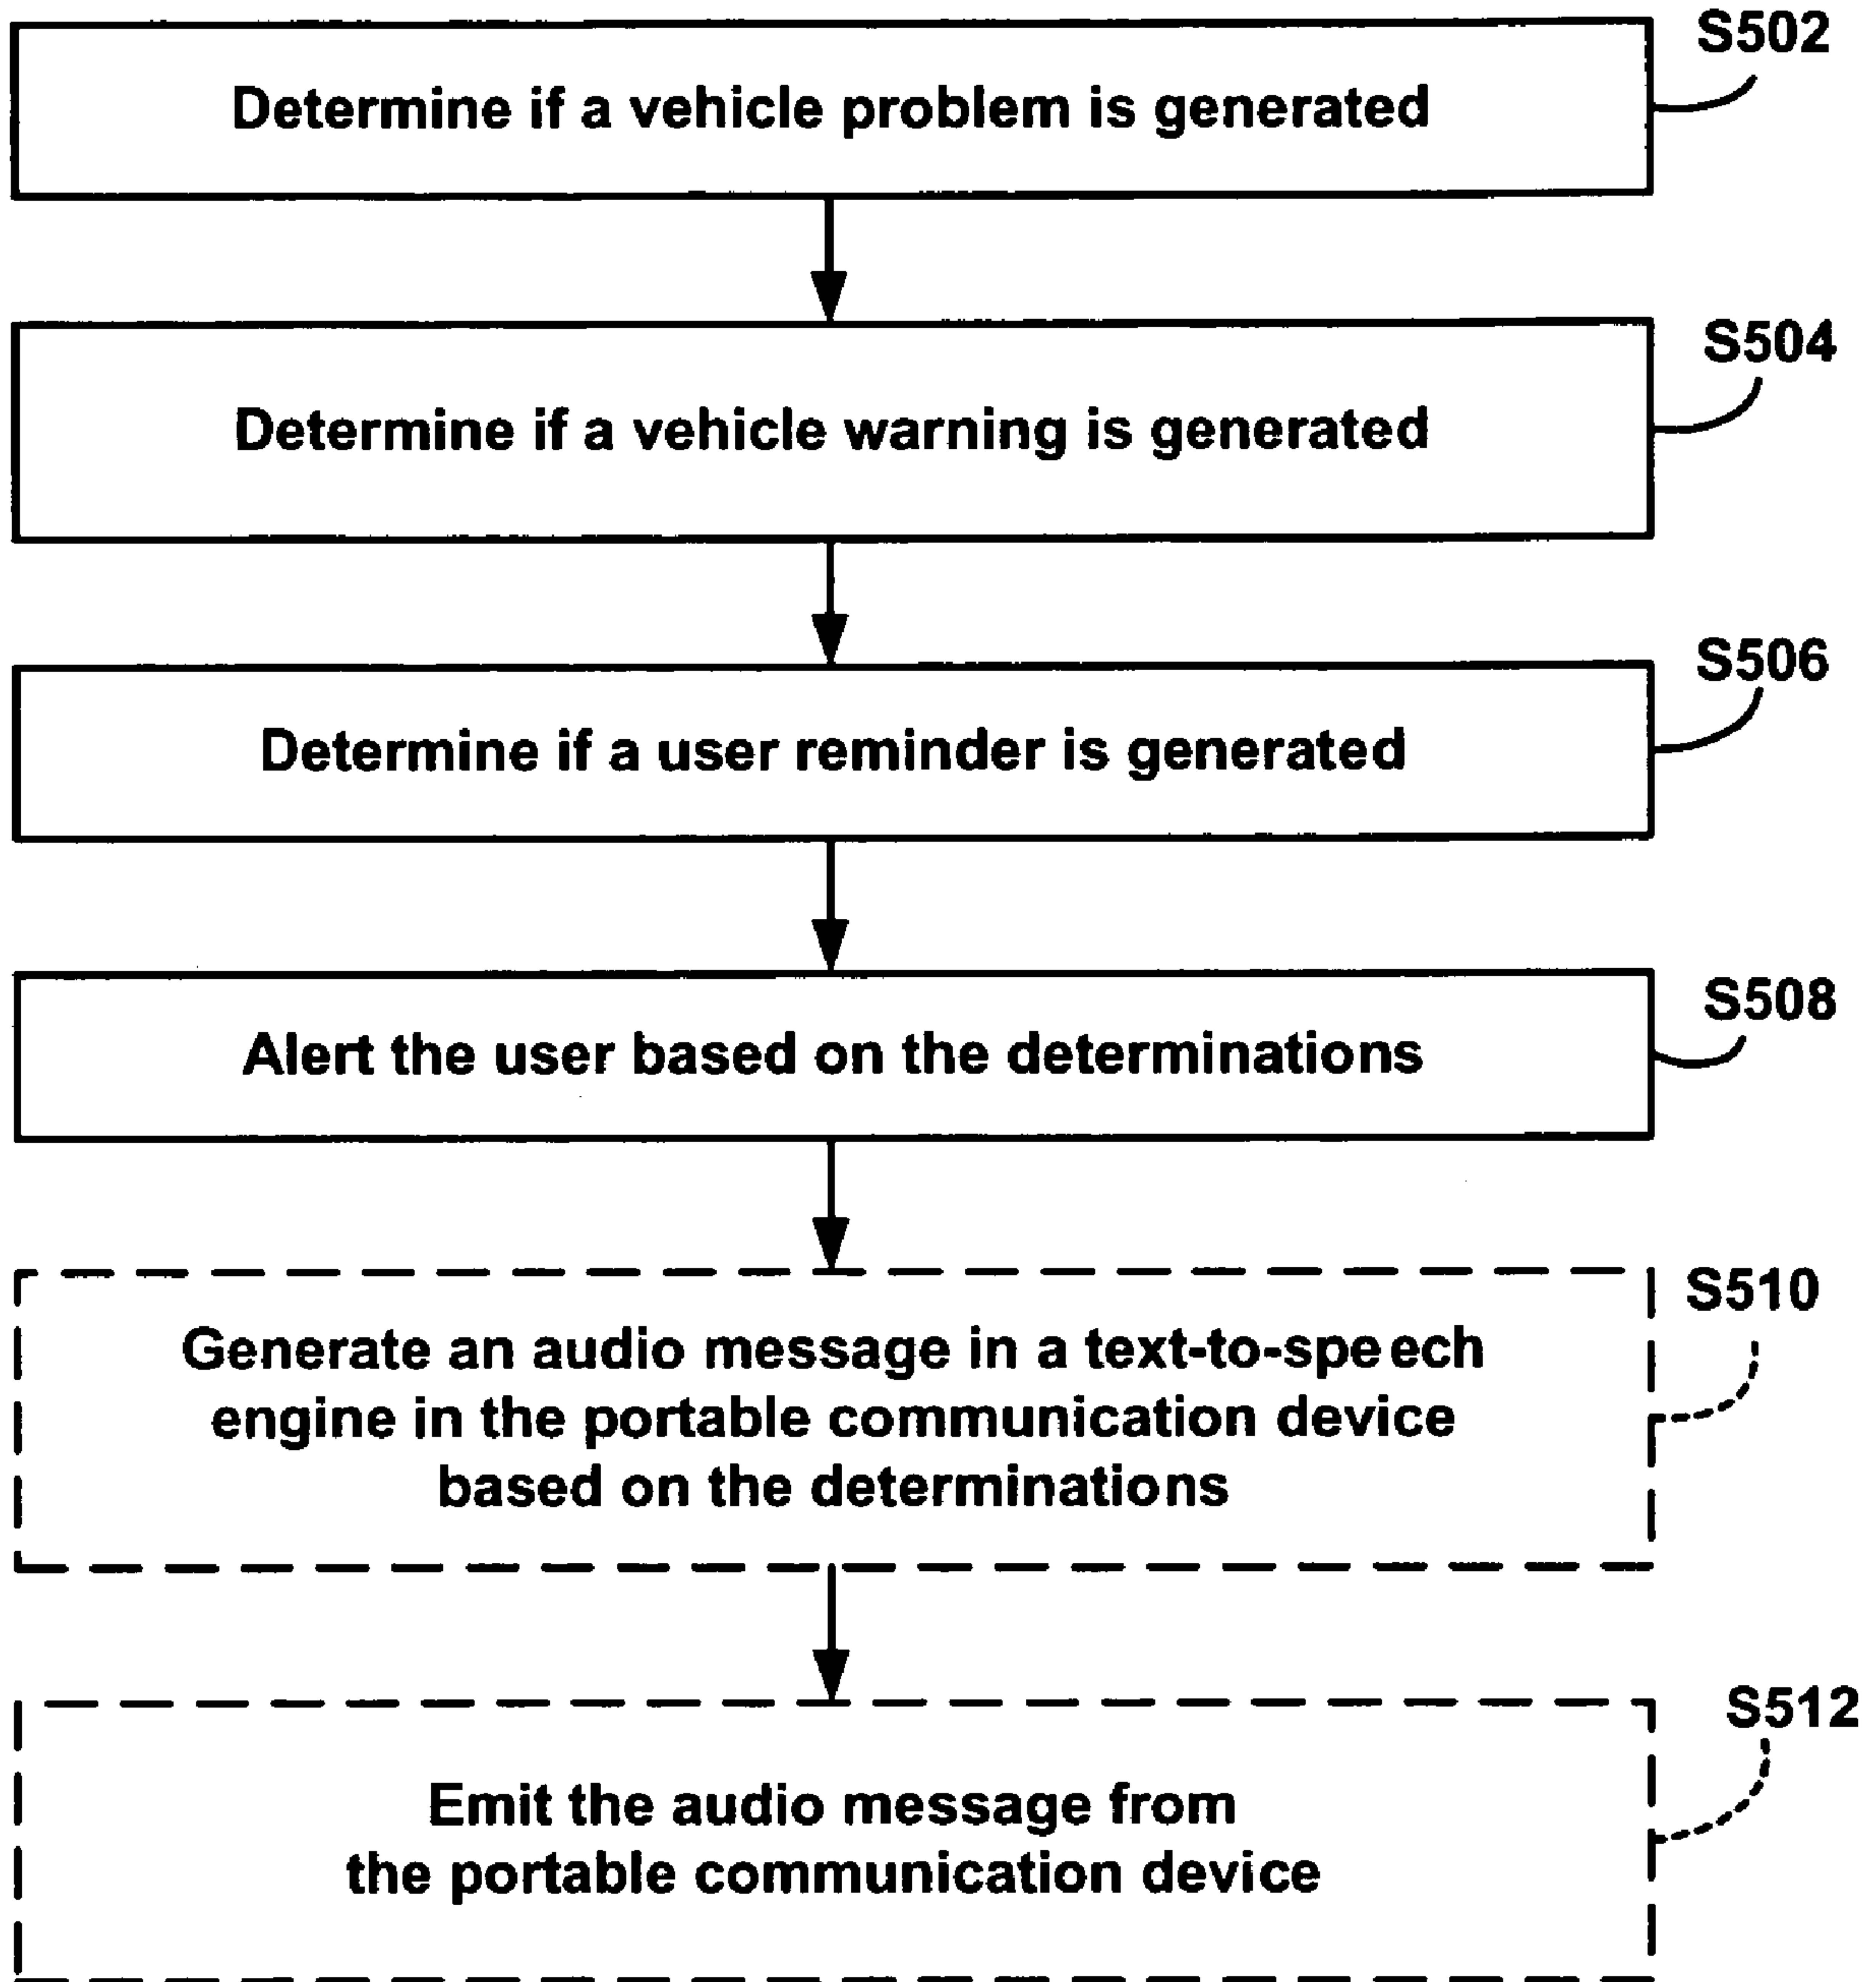 S502
Determine if a vehicle problem is generated
S504
Determine if a vehicle warning is generated
S506
Determine if a user reminder is generated
S508
Alert the user based on the determinations
S510
Generate an audio message in a text-to-speech
engine in the portable communication device
based on the determinations
S512
Emit the audio message from
the portable communication device